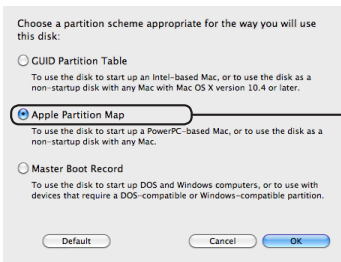 Choose a partition scheme appropriate for the way you will use
this disk:
GUID Partition Table
To use the disk to start up an Intel-based Mac, or to use the disk as a
non-startup disk with any Mac with Mac OS X version 10.4 or later.
Apple Partition Map
To use the disk to start up a PowerPC-based Mac, or to use the disk as a
non-startup disk with any Mac.
Master Boot Record
To use the disk to start up DOS and Windows computers, or to use with
devices that require a DOS-compatible or Windows-compatible partition.
Default Cancel OK